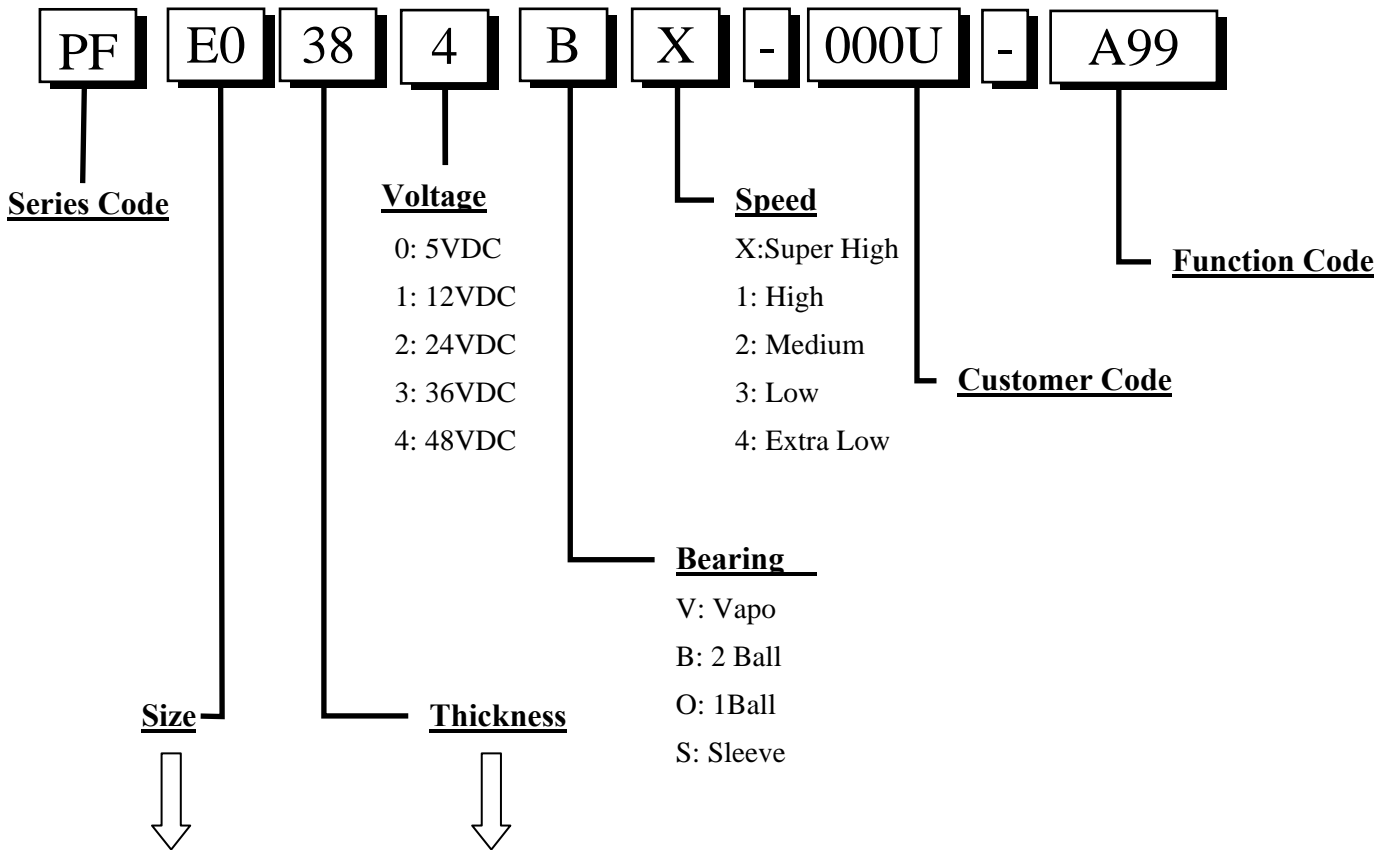 PF E0 38 4 B X - 000U - A99
Series Code
Voltage
0: 5VDC
1: 12VDC
2: 24VDC
3: 36VDC
4: 48VDC
Speed
X:Super High
1: High
2: Medium
3: Low
4: Extra Low
Function Code
Customer Code
Bearing
V: Vapo
B: 2 Ball
O: 1Ball
S: Sleeve
Size
Thickness